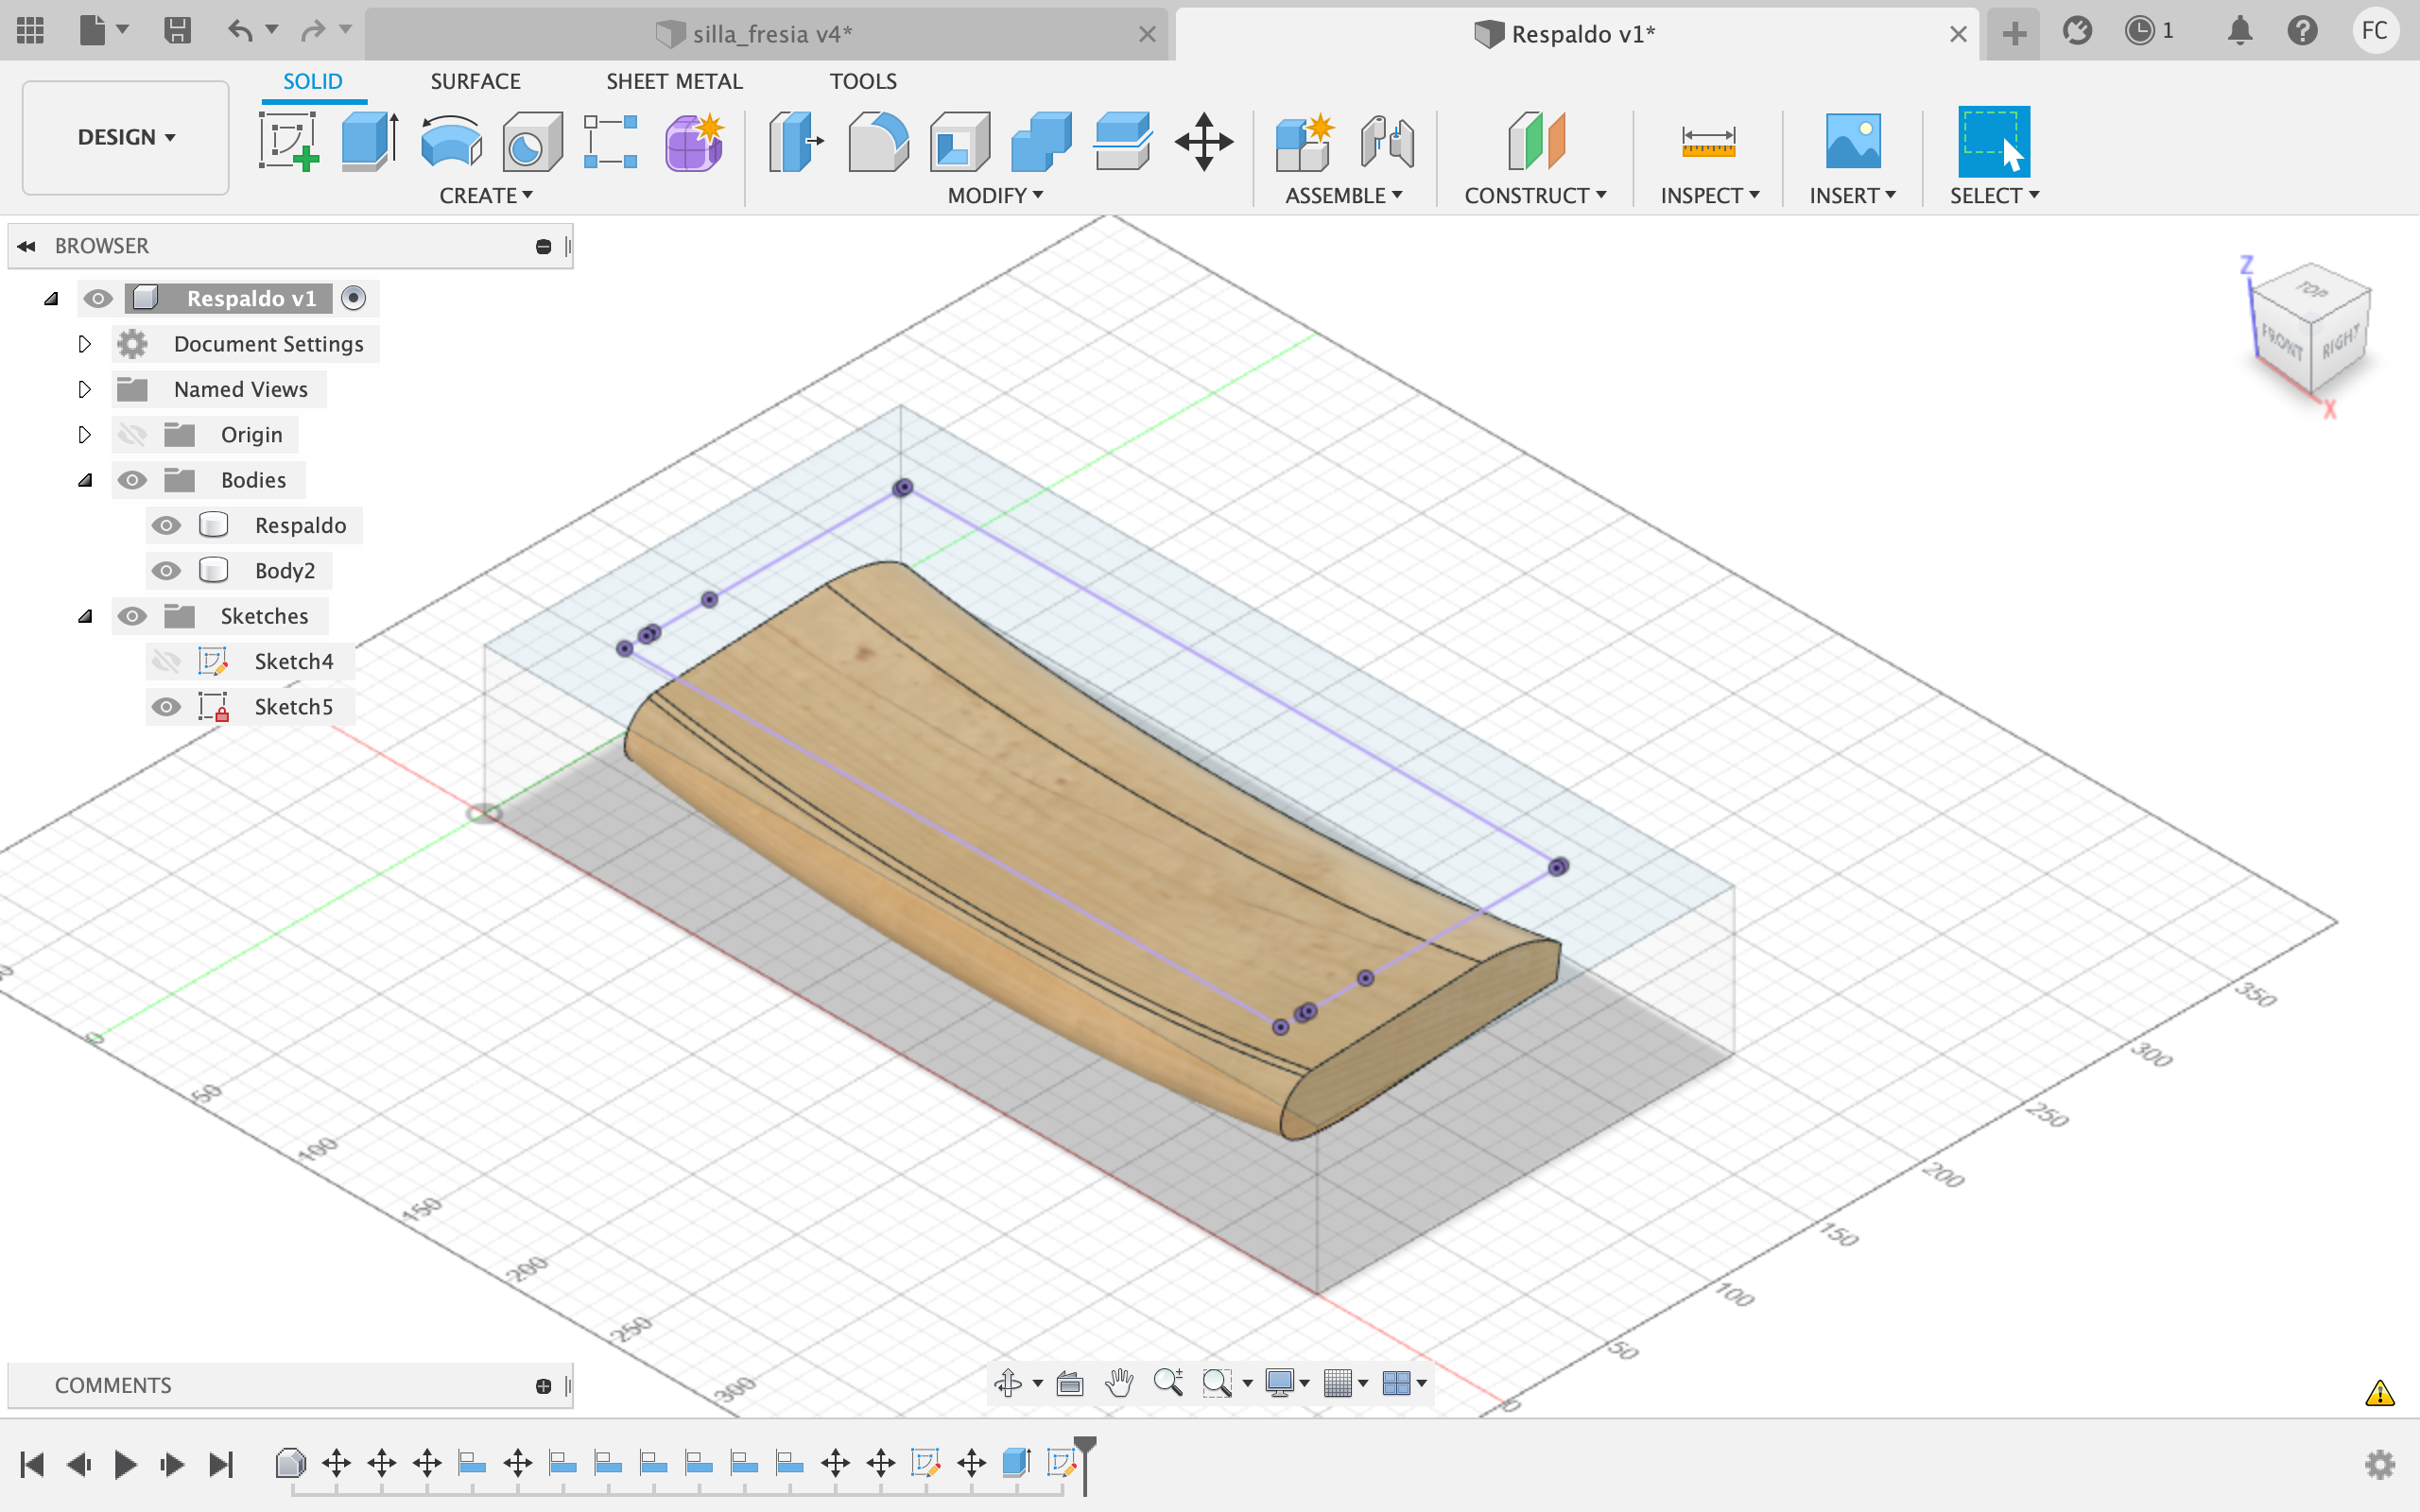 silla_fresia v4*
Respaldo v1*
1
FC
DESIGN
SOLID
SURFACE
SHEET METAL
TOOLS
CREATE
MODIFY
ASSEMBLE
CONSTRUCT
INSPECT
INSERT
SELECT
BROWSER
Respaldo v1
Document Settings
Named Views
Origin
Bodies
Respaldo
Body2
Sketches
Sketch4
Sketch5
Z
TOP
FRONT
RIGHT
X
0
50
100
150
200
250
300
0
50
100
150
200
250
300
350
COMMENTS